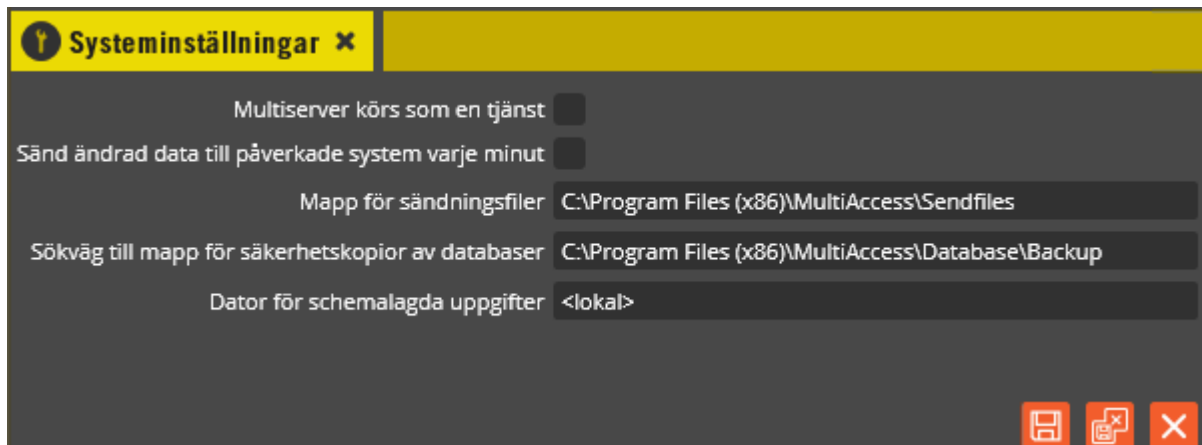 Systeminställningar
Multiserver körs som en tjänst
Sänd ändrad data till påverkade system varje minut
Mapp för sändningsfiler C:\Program Files (x86)\MultiAccess\Sendfiles
Sökväg till mapp för säkerhetskopior av databaser C:\Program Files (x86)\MultiAccess\Database\Backup
Dator för schemalagda uppgifter <lokal>